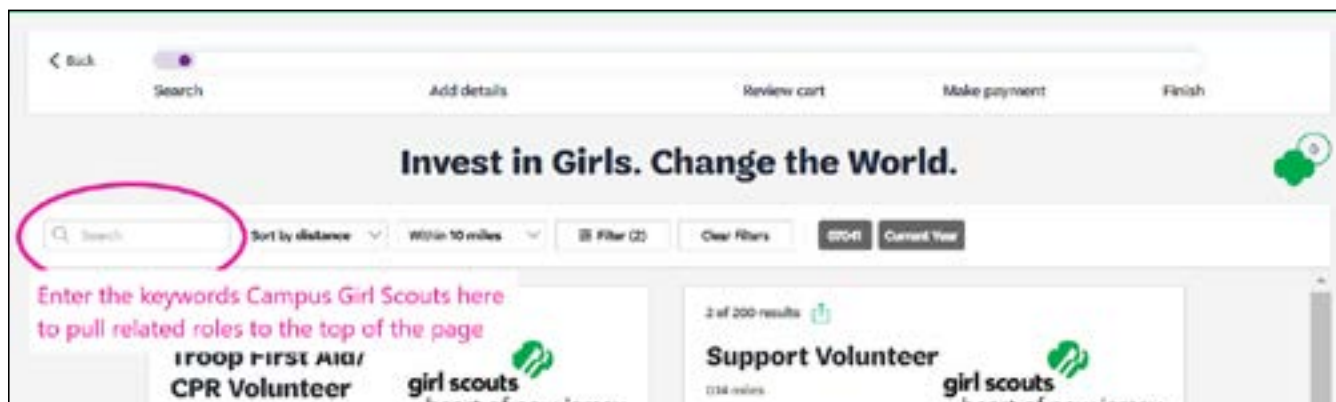 Back
Search
Add details
Review cart
Make payment
Finish
Invest in Girls. Change the World.
0
Search
Sort by distance
Within 10 miles
Filter (2)
Clear Filters
Current Year
Enter the keywords Campus Girl Scouts here
to pull related roles to the top of the page
Troop First Aid/
CPR Volunteer
girl scouts
2 of 200 results
Support Volunteer
girl scouts
miles